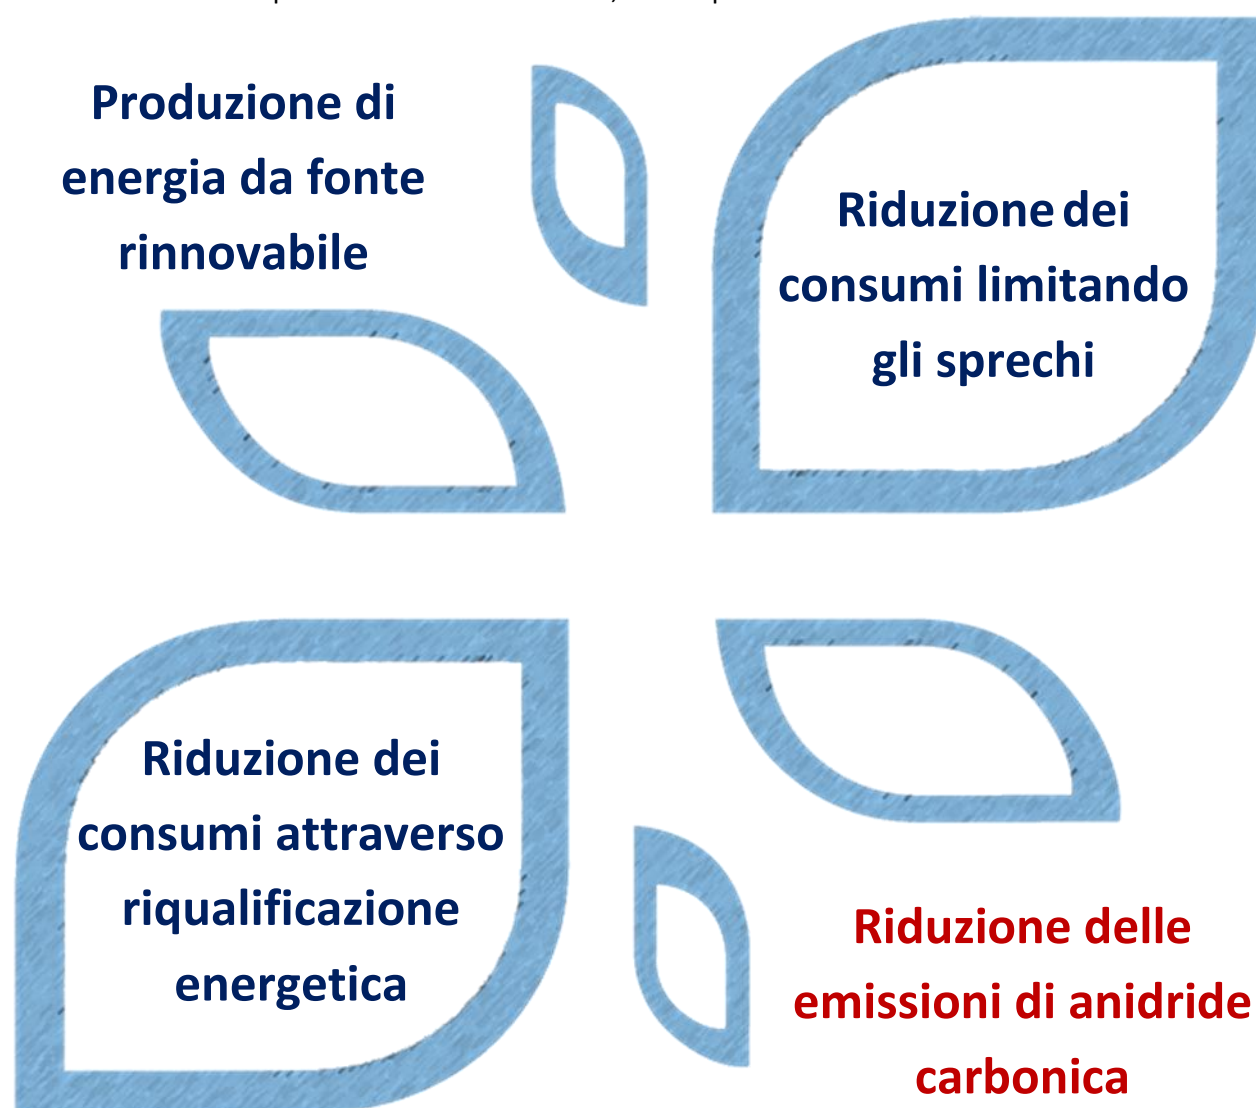 Produzione di
energia da fonte
rinnovabile
Riduzione dei
consumi limitando
gli sprechi
Riduzione dei
consumi attraverso
riqualificazione
energetica
Riduzione delle
emissioni di anidride
carbonica